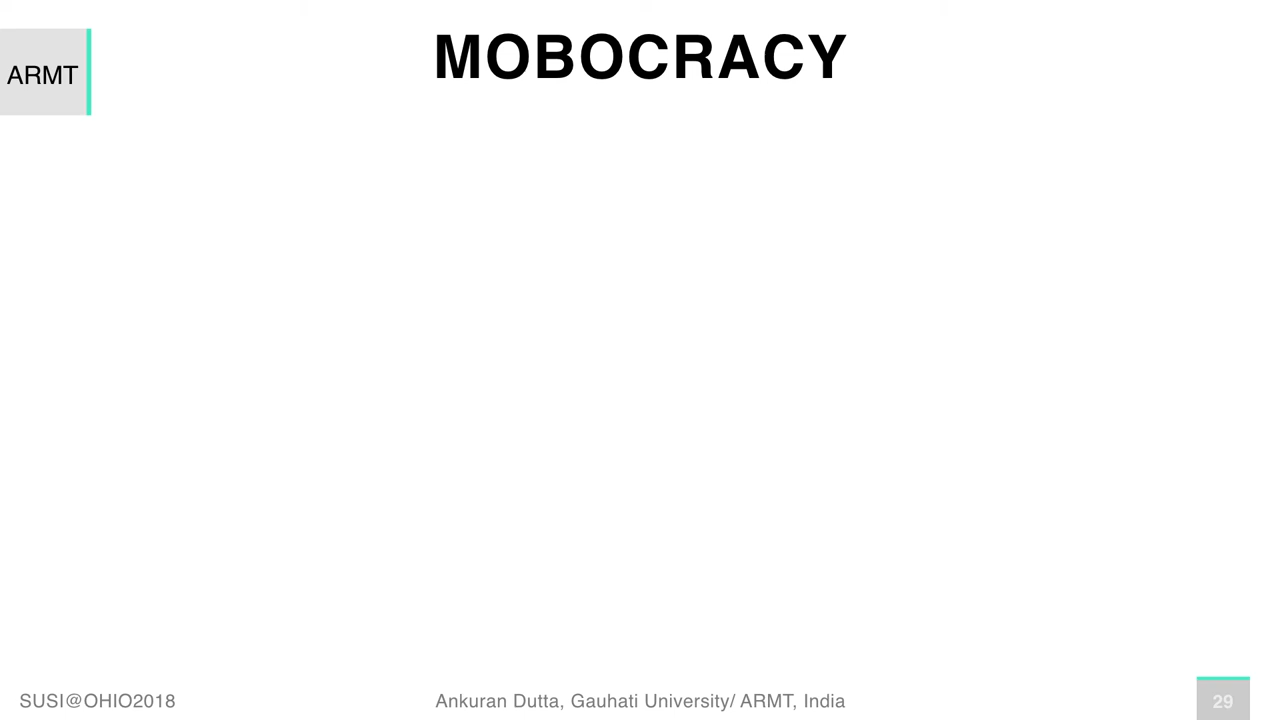 MOBOCRACY
ARMT
SUSI@OHIO2018
Ankuran Dutta, Gauhati University/ ARMT, India
29